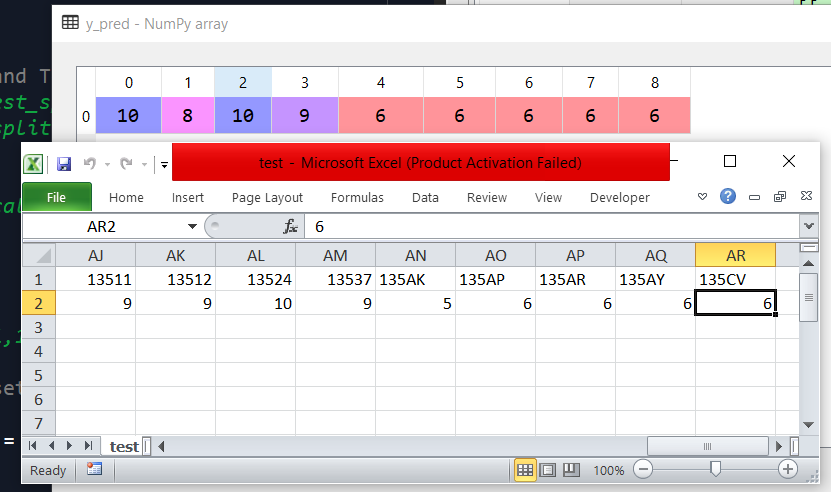 y_pred - NumPy array
0 1 2 3 4 5 6 7 8
and T
0 10 8 10 9 6 6 6 6 6
est_s
split
test - Microsoft Excel (Product Activation Failed)
File Home Insert Page Layout Formulas Data Review View Developer
cal
AR2 fx 6
AJ AK AL AM AN AO AP AQ AR
1 13511 13512 13524 13537 135AK 135AP 135AR 135AY 135CV
2 9 9 10 9 5 6 6 6 6
3
,1
4
5
set
6
7
=
test
Ready 100%